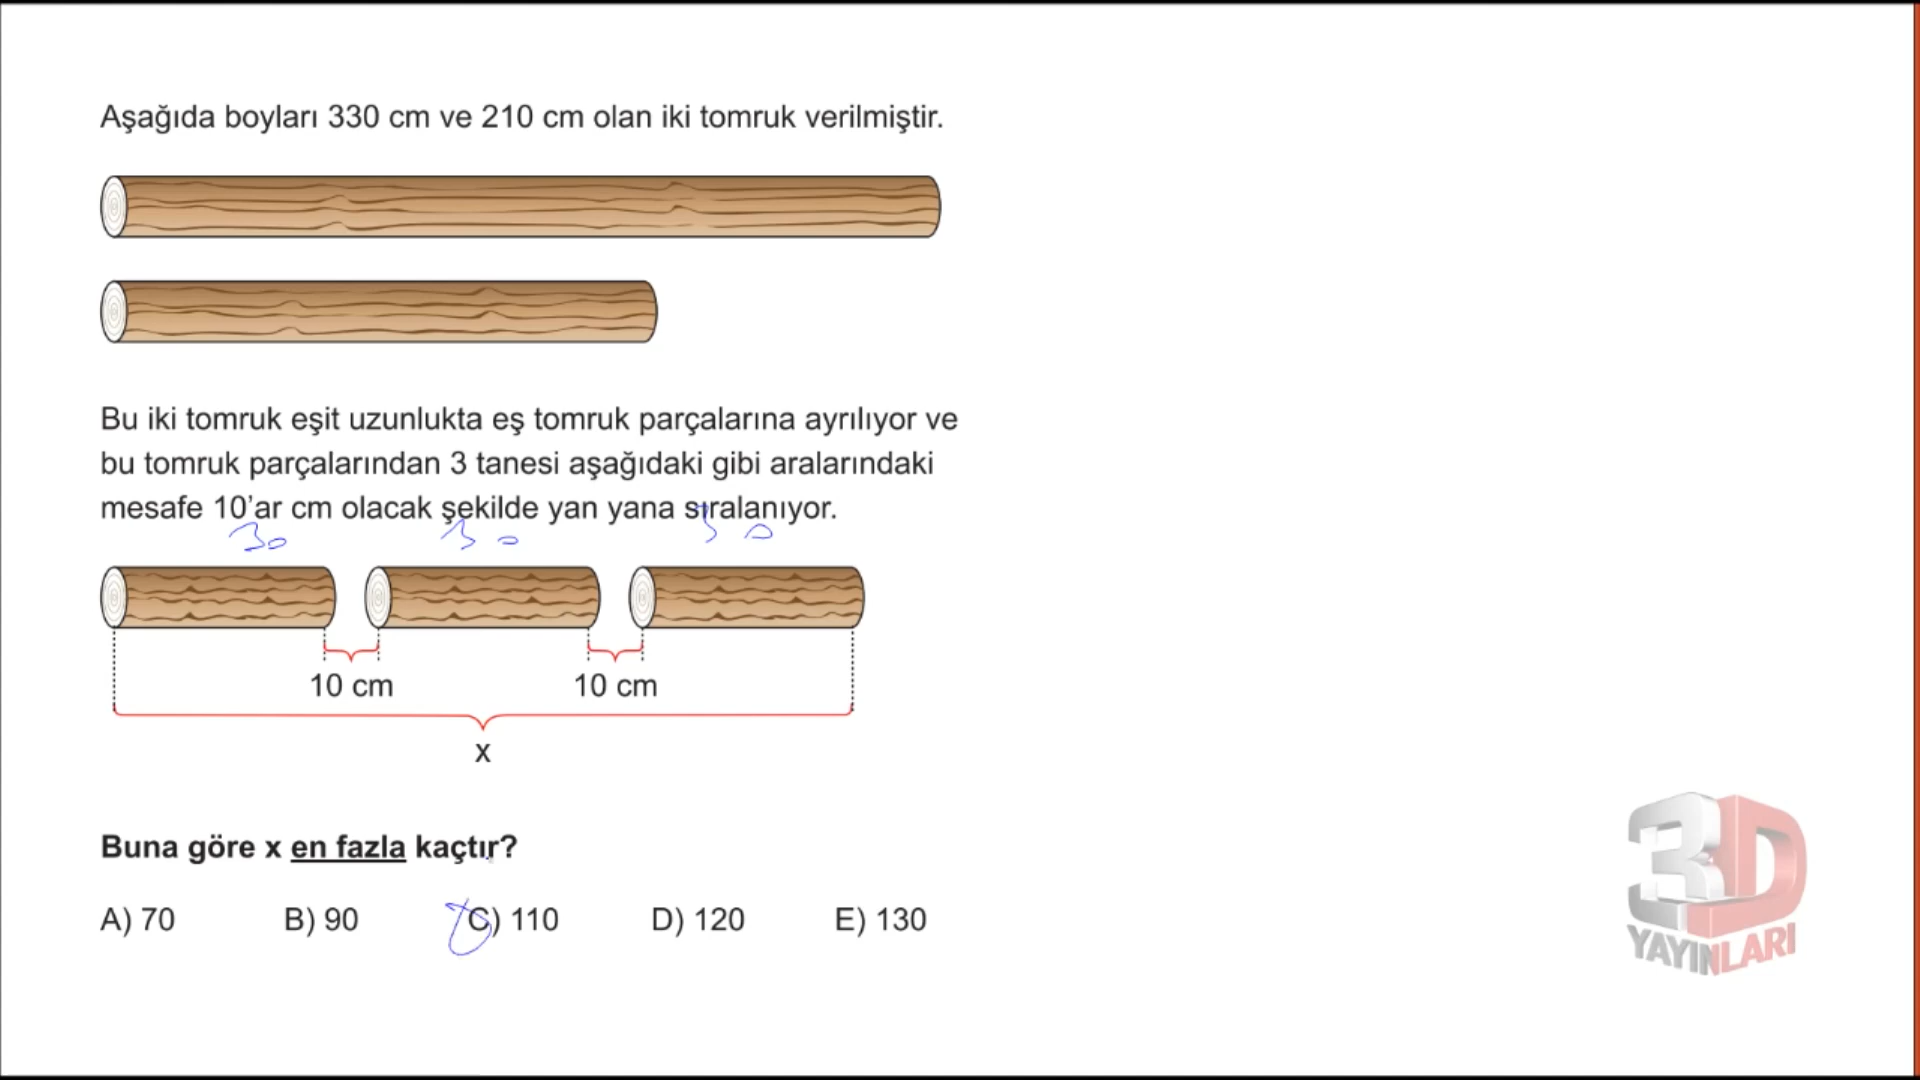 Aşağıda boyları 330 cm ve 210 cm olan iki tomruk verilmiştir.
Bu iki tomruk eşit uzunlukta eş tomruk parçalarına ayrılıyor ve
bu tomruk parçalarından 3 tanesi aşağıdaki gibi aralarındaki
mesafe 10’ar cm olacak şekilde yan yana sıralanıyor.
30 30 30
10 cm 10 cm
x
Buna göre x en fazla kaçtır?
A) 70 B) 90 C) 110 D) 120 E) 130
3D
YAYINLARI